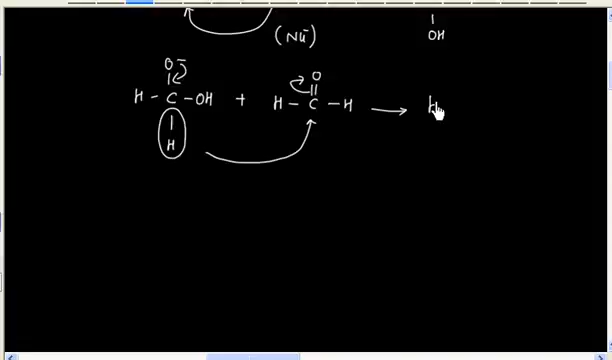 (Nu⁻)
OH
O⁻ O
H - C - OH + H - C - H → H
H